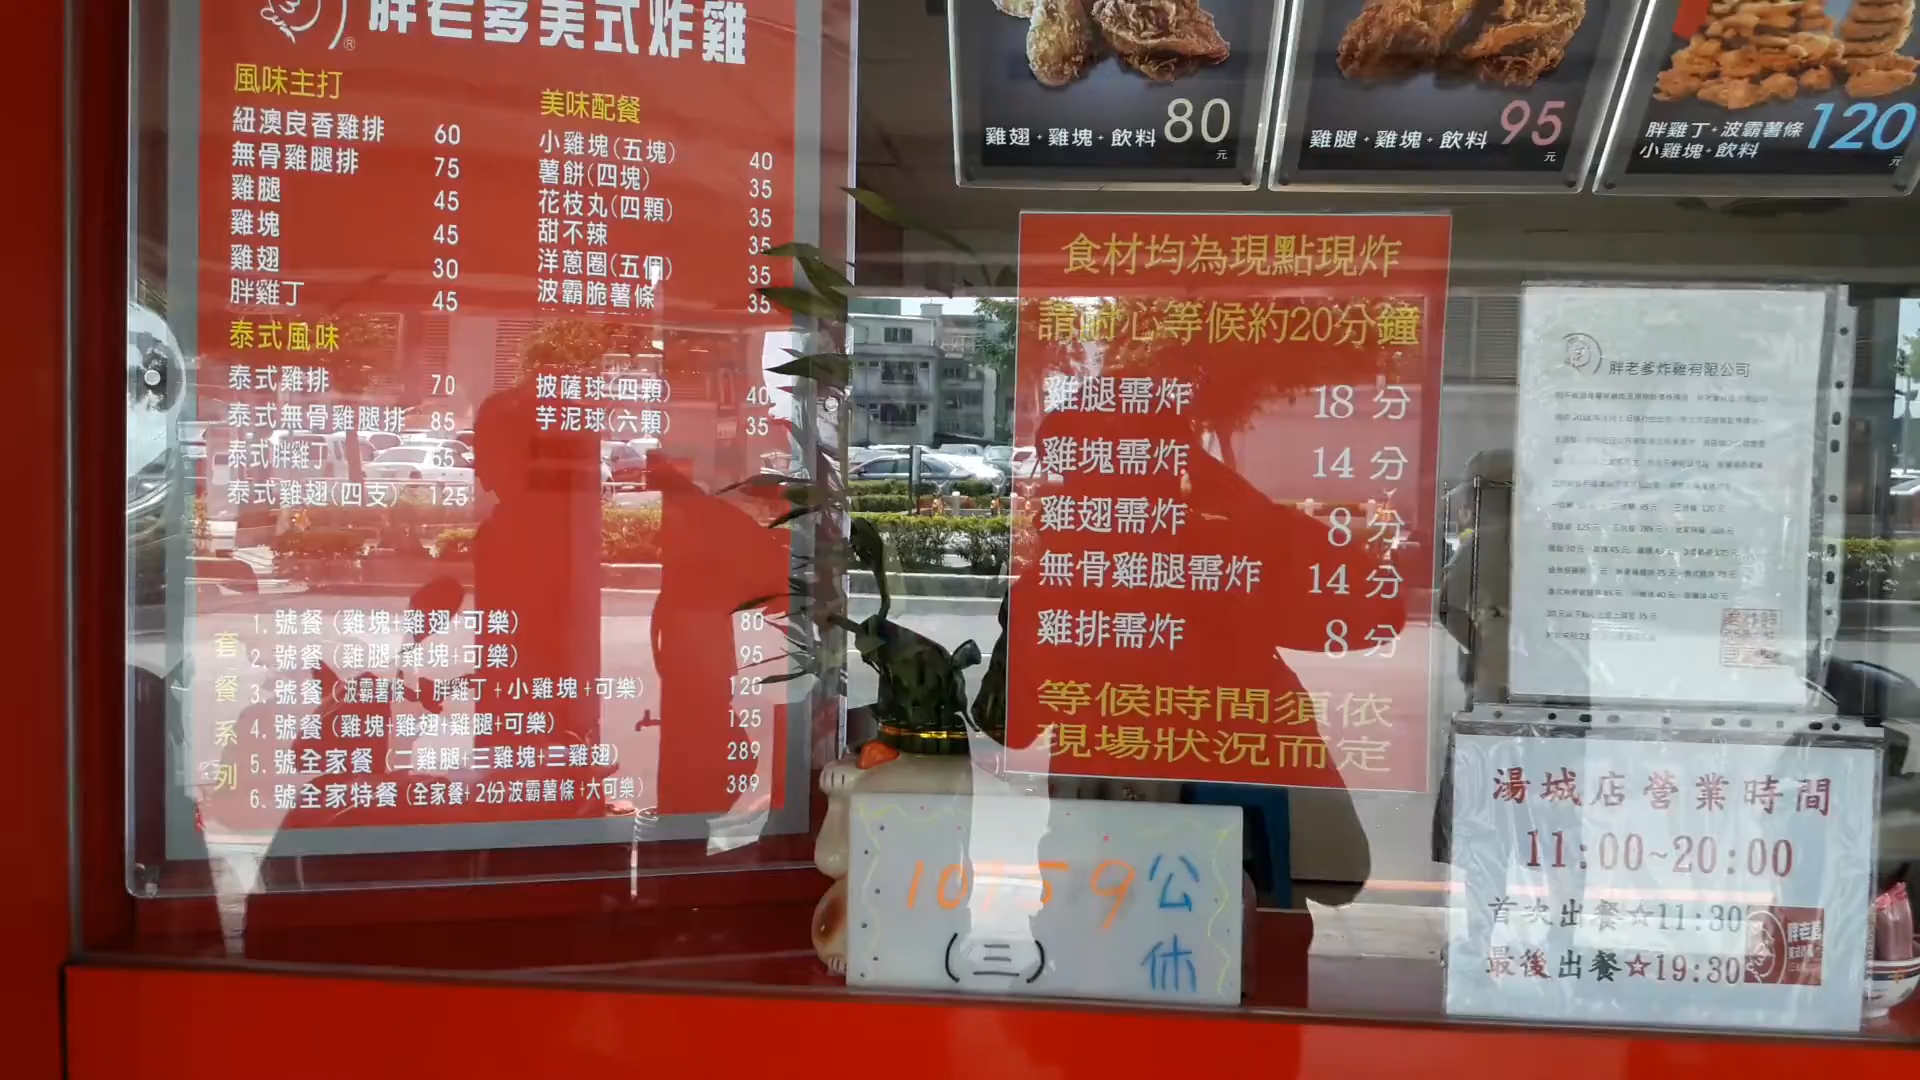 胖老爹美式炸雞
風味主打
紐澳良香雞排 60
無骨雞腿排 75
雞腿 45
雞塊 45
雞翅 30
胖雞丁 45
美味配餐
小雞塊(五塊) 40
薯餅(四塊) 35
花枝丸(四顆) 35
甜不辣 35
洋蔥圈(五個) 35
波霸脆薯條 35
泰式風味
泰式雞排 70
泰式無骨雞腿排 85
泰式胖雞丁 65
泰式雞翅(四支) 125
披薩球(四顆) 40
芋泥球(六顆) 35
套餐系列
1. 號餐 (雞塊+雞翅+可樂) 80
2. 號餐 (雞腿+雞塊+可樂) 95
3. 號餐 (波霸薯條 + 胖雞丁 + 小雞塊 +可樂) 120
4. 號餐 (雞塊+雞翅+雞腿+可樂) 125
5. 號全家餐 (二雞腿+三雞塊+三雞翅) 289
6. 號全家特餐 (全家餐+2份波霸薯條 +大可樂) 389
雞翅・雞塊・飲料 80元
雞腿・雞塊・飲料 95元
胖雞丁・波霸薯條
小雞塊・飲料 120元
食材均為現點現炸
請耐心等候約20分鐘
雞腿需炸 18 分
雞塊需炸 14 分
雞翅需炸 8 分
無骨雞腿需炸 14 分
雞排需炸 8 分
等候時間須依
現場狀況而定
胖老爹炸雞有限公司
湯城店營業時間
11:00~20:00
首次出餐☆11:30
最後出餐☆19:30
胖老爹
公休
(三)